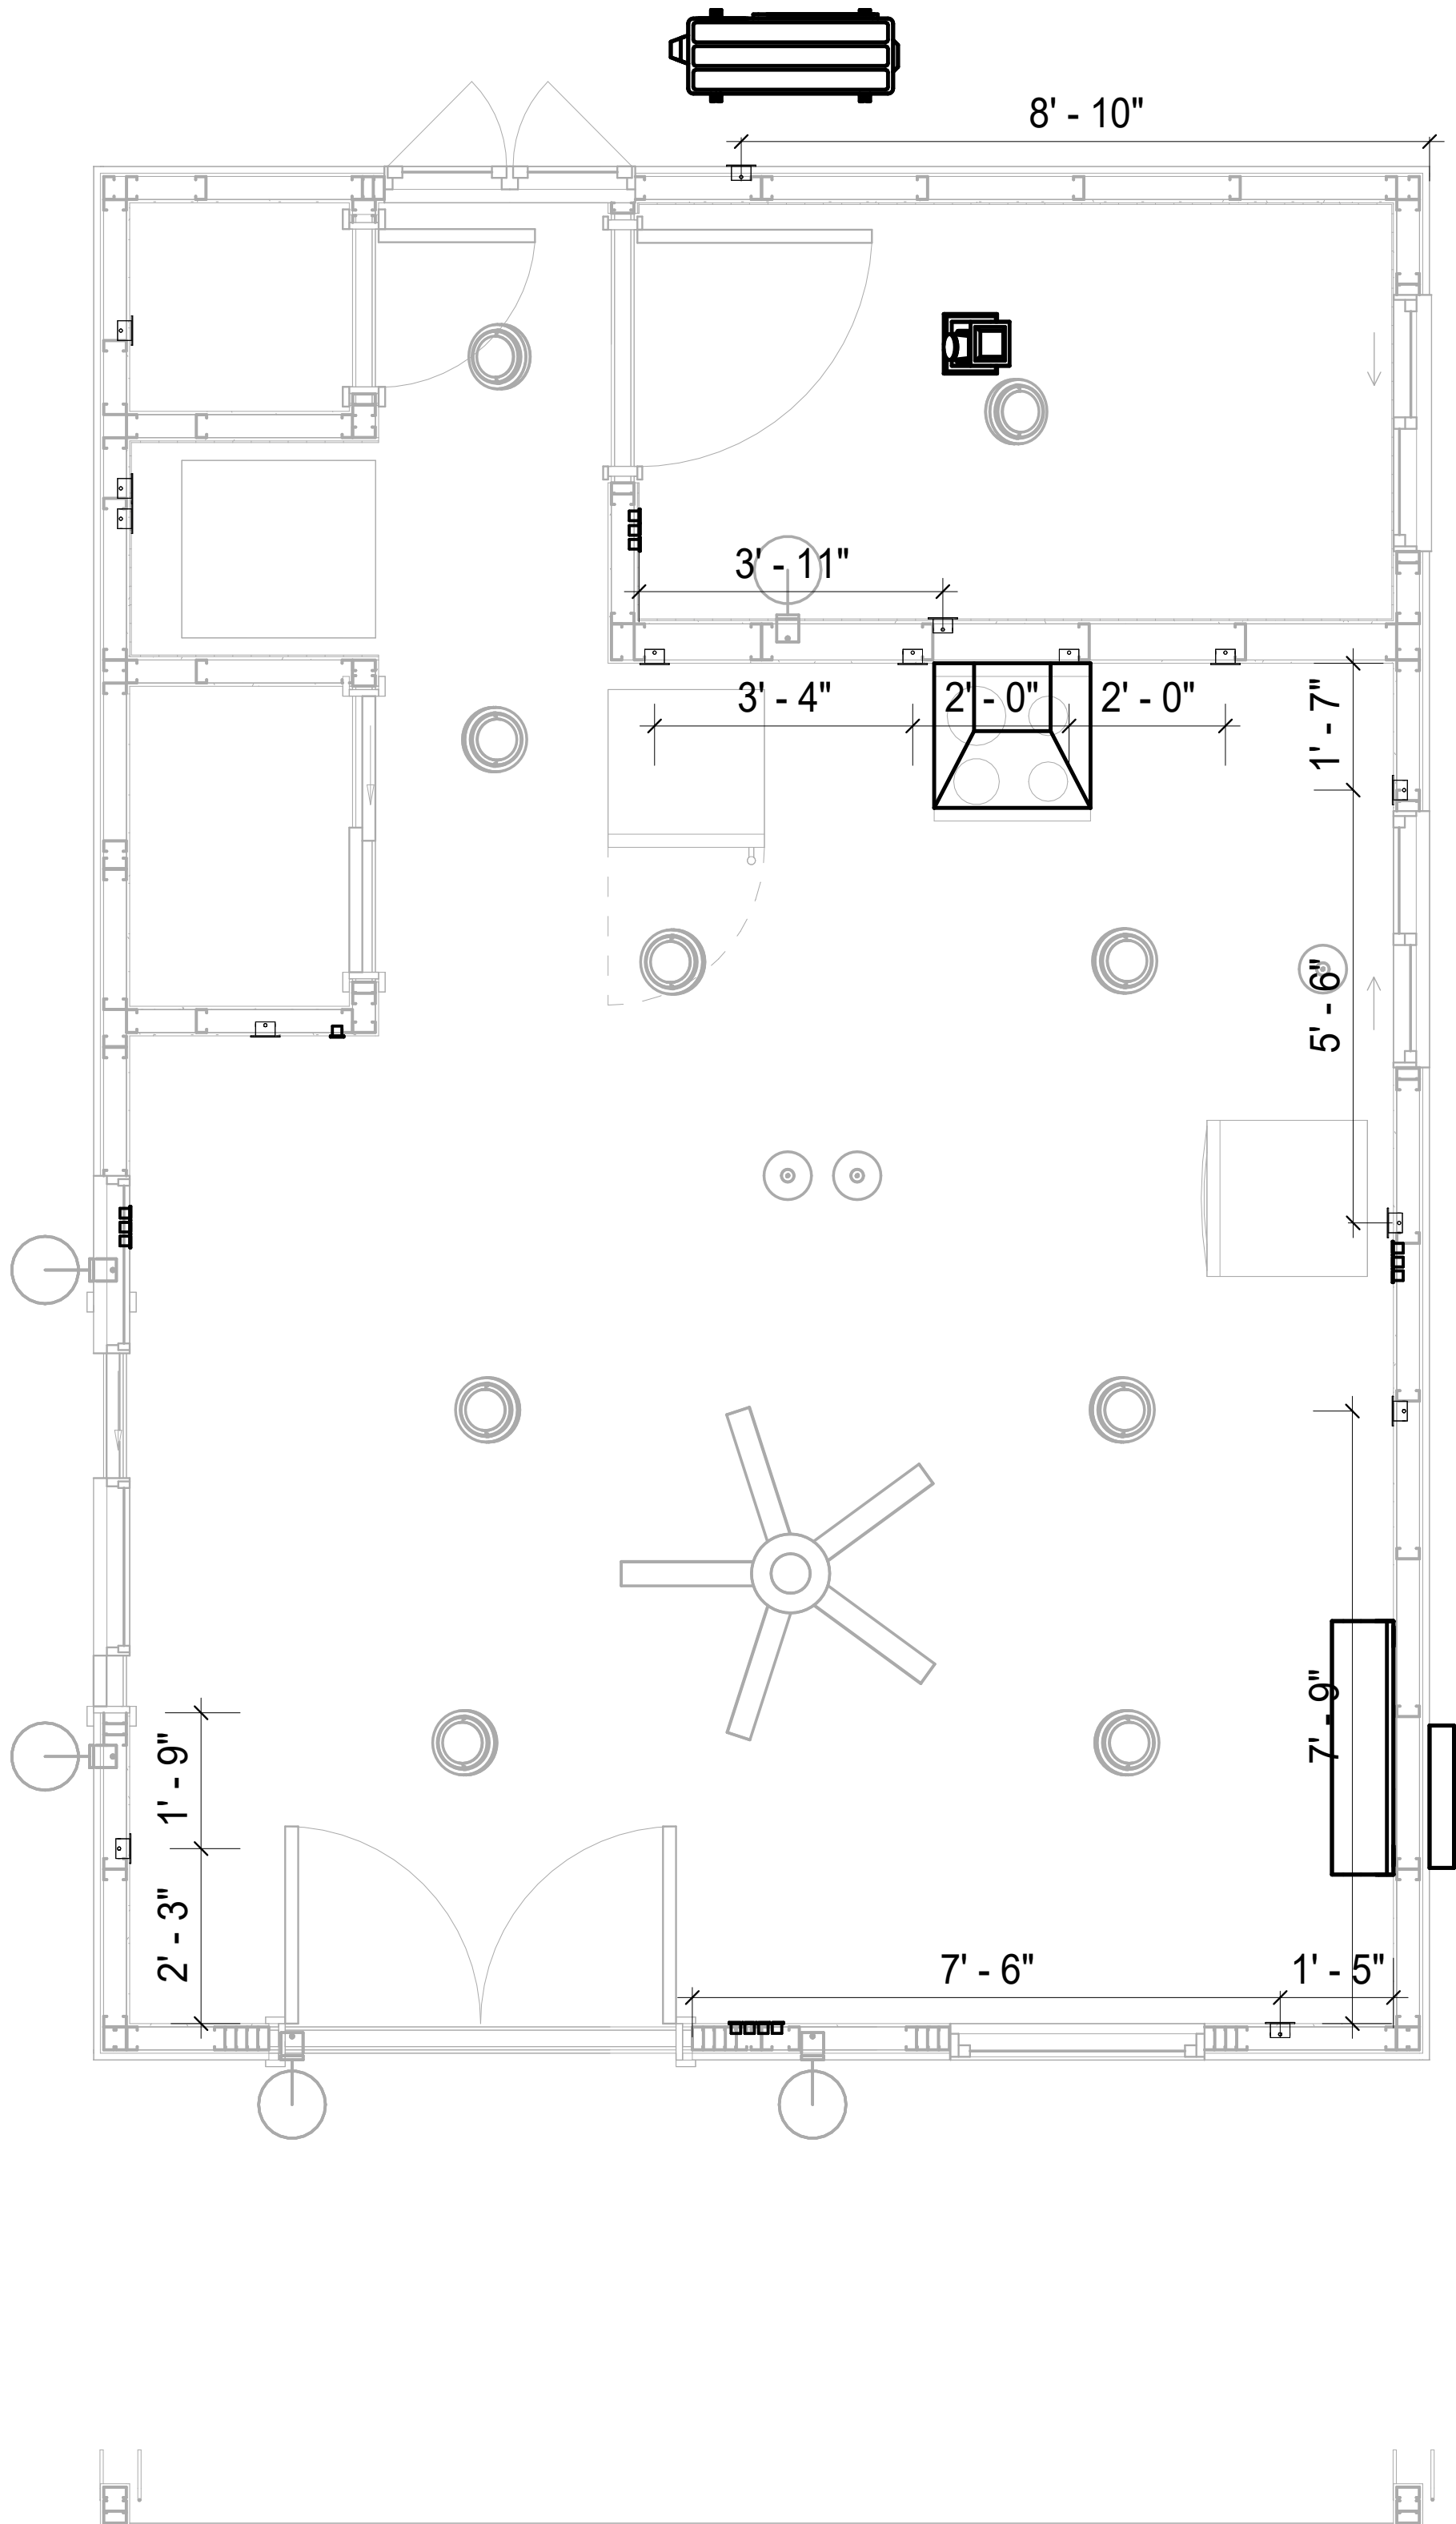 8' - 10"
3' - 11"
3' - 4"
2' - 0"
2' - 0"
1' - 7"
5' - 6"
7' - 9"
1' - 9"
2' - 3"
7' - 6"
1' - 5"